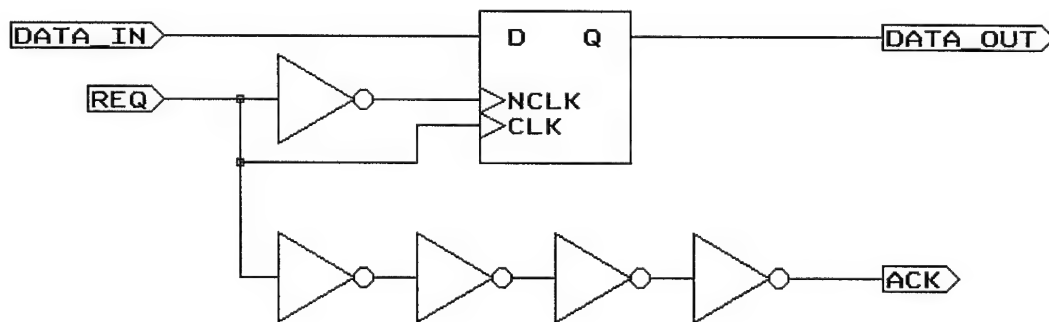 DATA_IN
D Q
DATA_OUT
REQ
NCLK
CLK
ACK